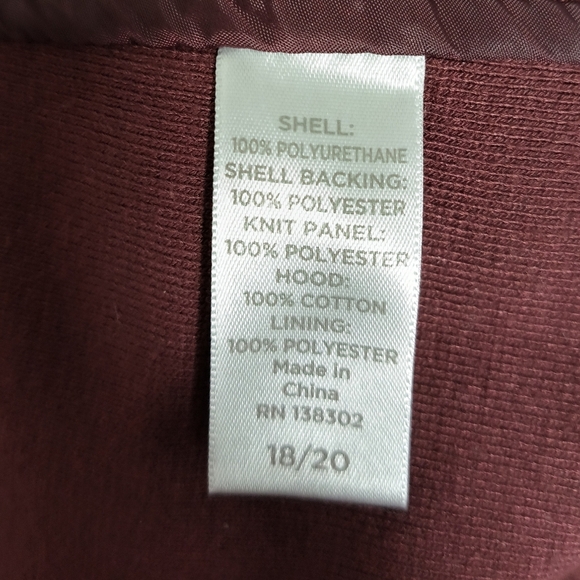 SHELL:
100% POLYURETHANE
SHELL BACKING:
100% POLYESTER
KNIT PANEL:
100% POLYESTER
HOOD:
100% COTTON
LINING:
100% POLYESTER
Made in
China
RN 138302
18/20